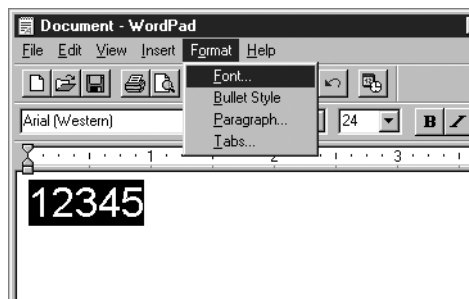 Document - WordPad
File Edit View Insert Format Help
Font...
Bullet Style
Paragraph...
Tabs...
Arial (Western) 24 B I
1 2 3
12345